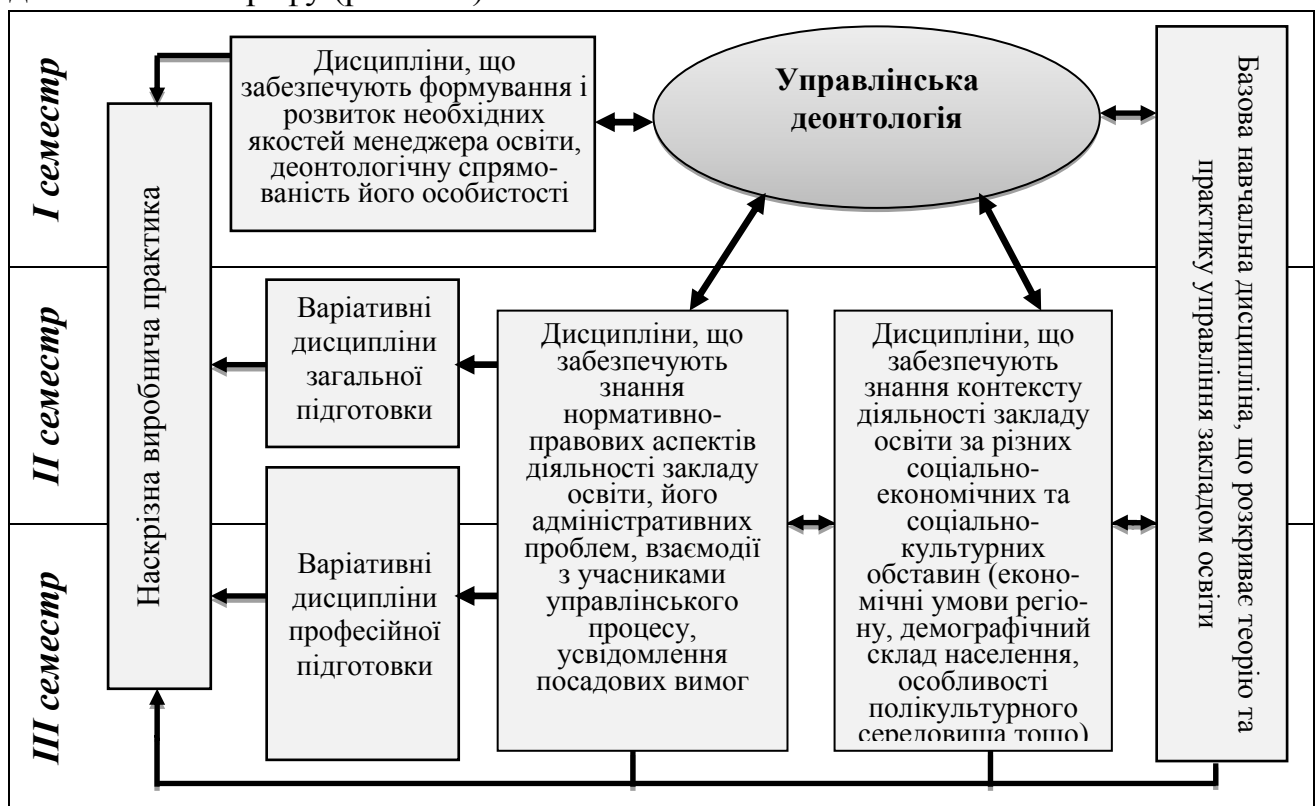 I семестр
II семестр
III семестр
Наскрізна виробнича практика
Дисципліни, що
забезпечують формування і
розвиток необхідних
якостей менеджера освіти,
деонтологічну спрямо-
ваність його особистості
Управлінська
деонтологія
Базова навчальна дисципліна, що розкриває теорію та
практику управління закладом освіти
Варіативні
дисципліни
загальної
підготовки
Варіативні
дисципліни
професійної
підготовки
Дисципліни, що
забезпечують
знання
нормативно-
правових аспектів
діяльності закладу
освіти, його
адміністративних
проблем, взаємодії
з учасниками
управлінського
процесу,
усвідомлення
посадових вимог
Дисципліни, що
забезпечують
знання контексту
діяльності закладу
освіти за різних
соціально-
економічних та
соціально-
культурних
обставин (еконо-
мічні умови регіо-
ну, демографічний
склад населення,
особливості
полікультурного
середовища тощо)